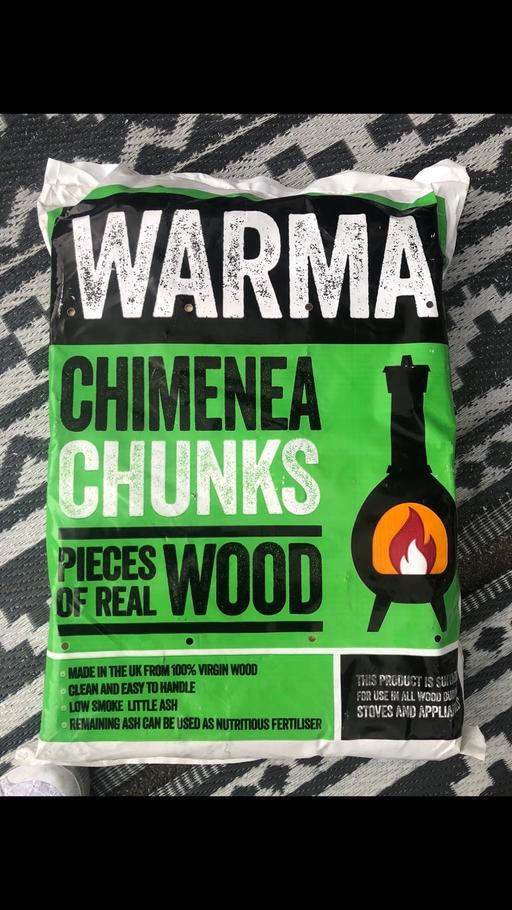 WARMA
CHIMENEA
CHUNKS
PIECES
OF REAL
WOOD
MADE IN THE UK FROM 100% VIRGIN WOOD
CLEAN AND EASY TO HANDLE
LOW SMOKE LITTLE ASH
REMAINING ASH CAN BE USED AS NUTRITIOUS FERTILISER
THIS PRODUCT IS
FOR USE IN ALL WOOD
STOVES AND